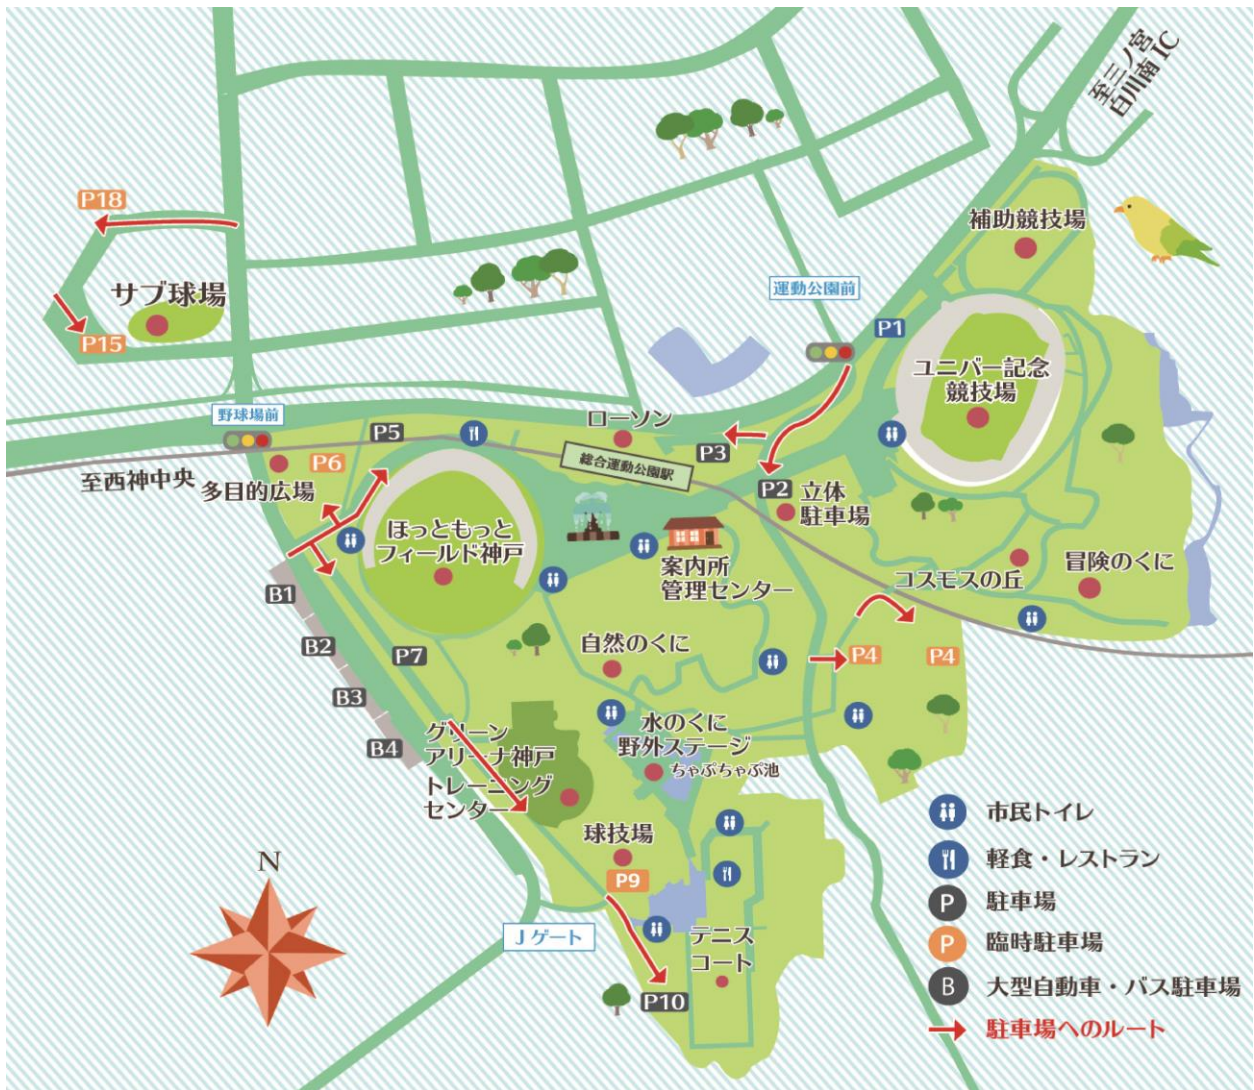 至三ノ宮
白川南IC
P18
補助競技場
サブ球場
運動公園前
P15
P1
ユニバー記念
競技場
野球場前
ローソン
P5
P3
至西神中央
P6
総合運動公園駅
多目的広場
P2
立体
駐車場
ほっともっと
フィールド神戸
案内所
管理センター
コスモスの丘
冒険のくに
B1
B2
P7
自然のくに
P4
P4
B3
B4
グリーン
アリーナ神戸
トレーニング
センター
水のくに
野外ステージ
ちゃぷちゃぷ池
球技場
P9
Jゲート
テニス
コート
P10
N
市民トイレ
軽食・レストラン
P
駐車場
P
臨時駐車場
B
大型自動車・バス駐車場
駐車場へのルート